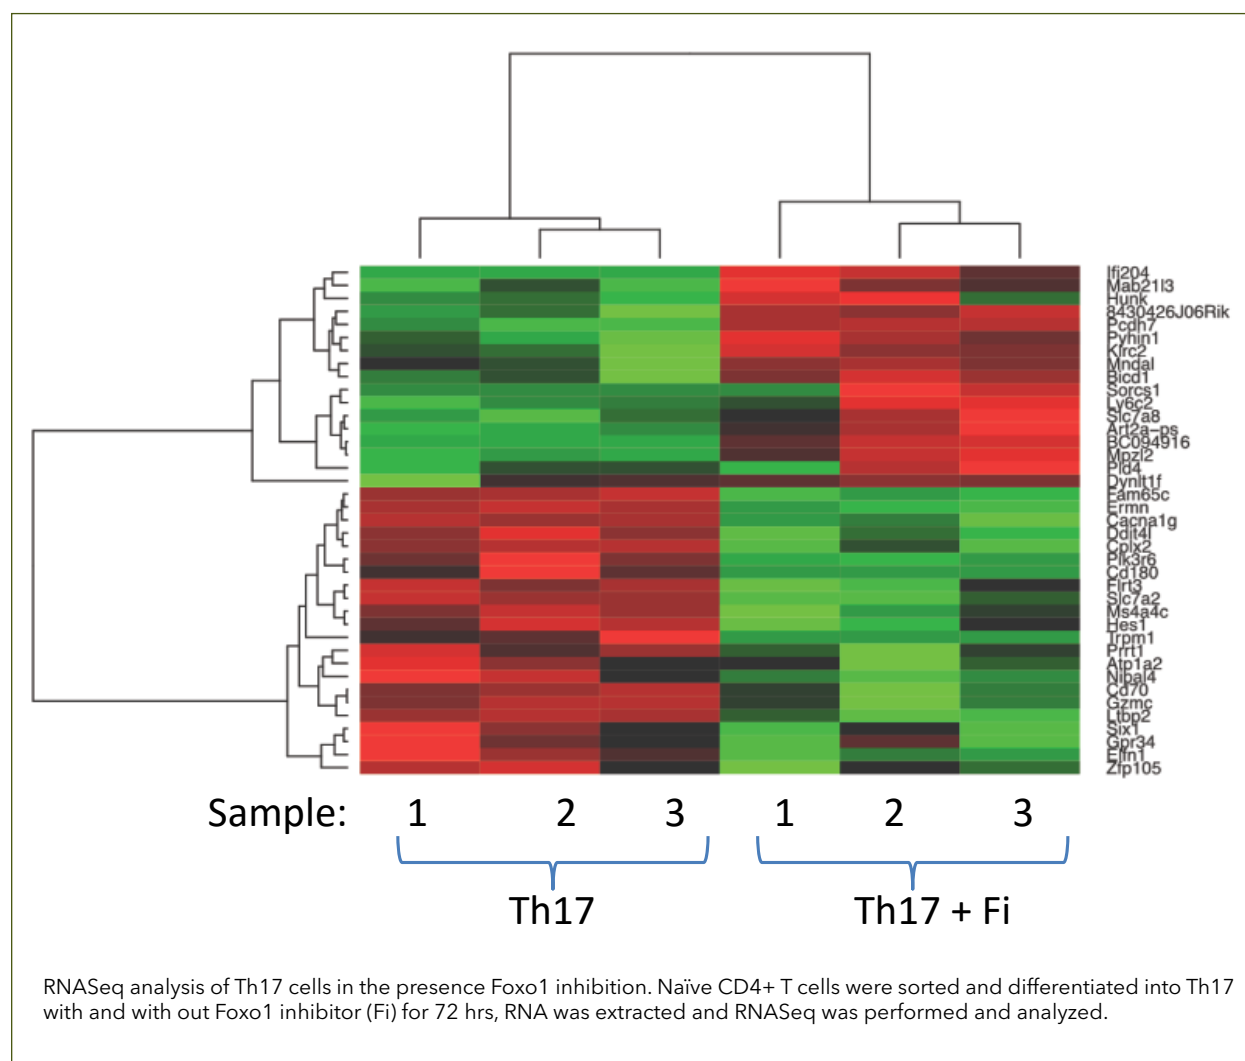 Ifi204
Mab21l3
Hunk
8430426J06Rik
Pcdh7
Pyhin1
Klrc2
Mndal
Bicd1
Sorcs1
Ly6c2
Slc7a8
Art2a-ps
BC094916
Mpzl2
Pld4
Dynlt1f
Fam65c
Ermn
Cacna1g
Ddit4l
Cplx2
Pik3r6
Cd180
Flrt3
Slc7a2
Ms4a4c
Hes1
Trpm1
Prrt1
Atp1a2
Nipal4
Cd70
Gzmc
Ltbp2
Six1
Gpr34
Elfn1
Zfp105
Sample: 1 2 3 1 2 3
Th17 Th17 + Fi
RNASeq analysis of Th17 cells in the presence Foxo1 inhibition. Naïve CD4+ T cells were sorted and differentiated into Th17
with and with out Foxo1 inhibitor (Fi) for 72 hrs, RNA was extracted and RNASeq was performed and analyzed.